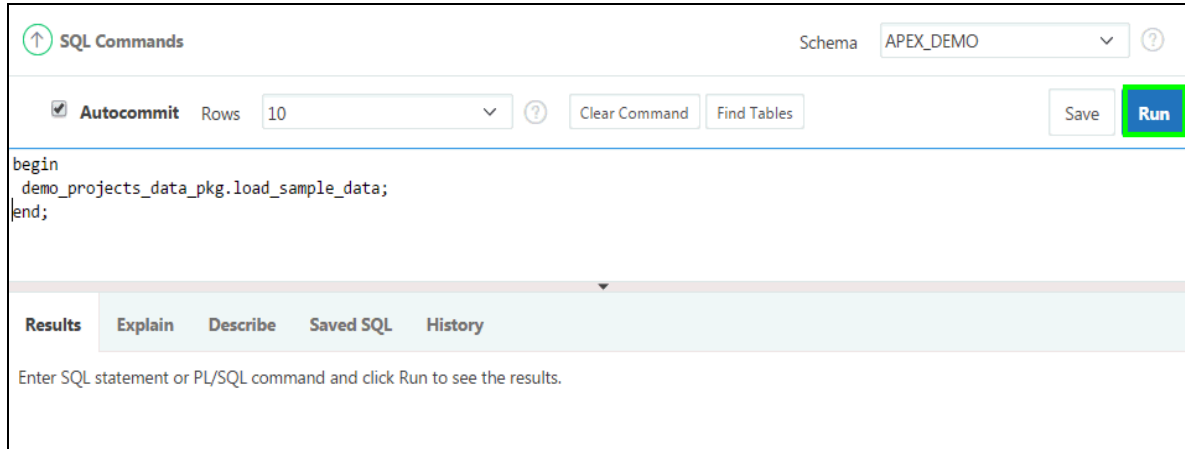 SQL Commands
Schema APEX_DEMO ?
Autocommit Rows 10 ? Clear Command Find Tables Save Run
begin
demo_projects_data_pkg.load_sample_data;
end;
Results Explain Describe Saved SQL History
Enter SQL statement or PL/SQL command and click Run to see the results.